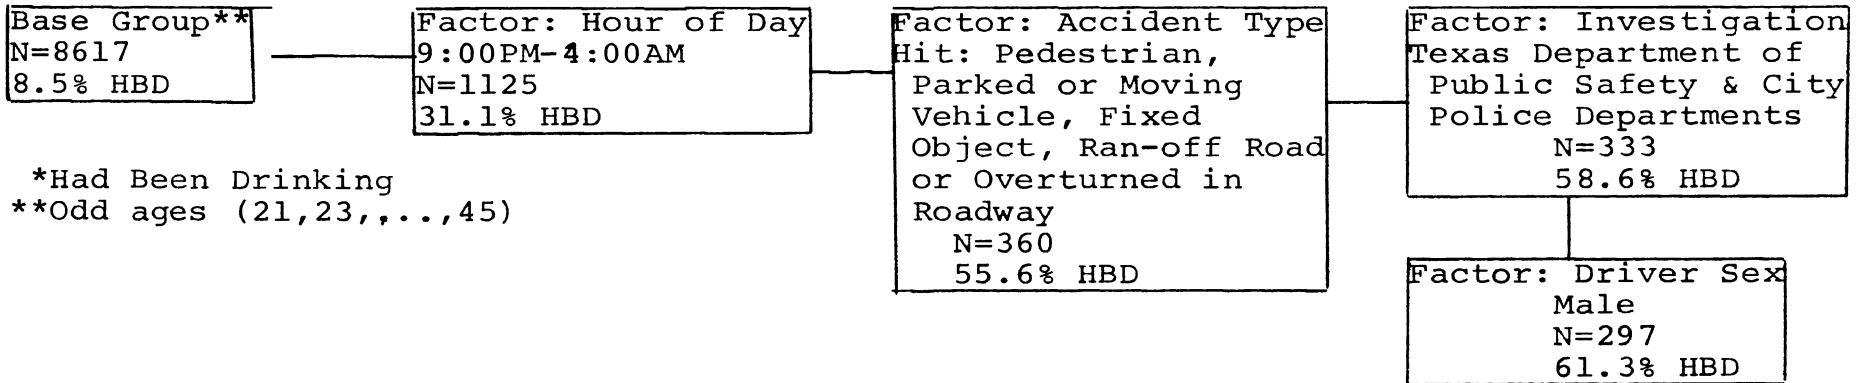 Base Group**
N=8617
8.5% HBD
Factor: Hour of Day
9:00PM-4:00AM
N=1125
31.1% HBD
Factor: Accident Type
Hit: Pedestrian,
Parked or Moving
Vehicle, Fixed
Object, Ran-off Road
or Overturned in
Roadway
N=360
55.6% HBD
Factor: Investigation
Texas Department of
Public Safety & City
Police Departments
N=333
58.6% HBD
Factor: Driver Sex
Male
N=297
61.3% HBD
*Had Been Drinking
**Odd ages (21,23,...,45)